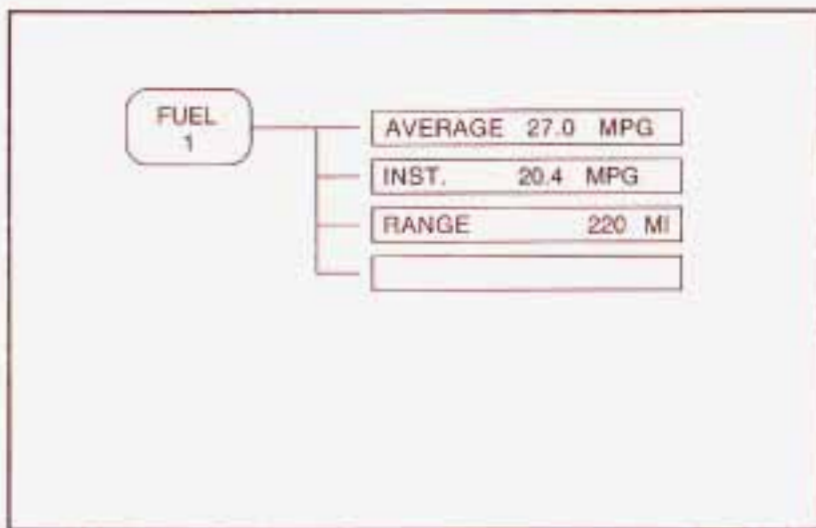 FUEL
1
AVERAGE 27.0 MPG
INST. 20.4 MPG
RANGE 220 MI